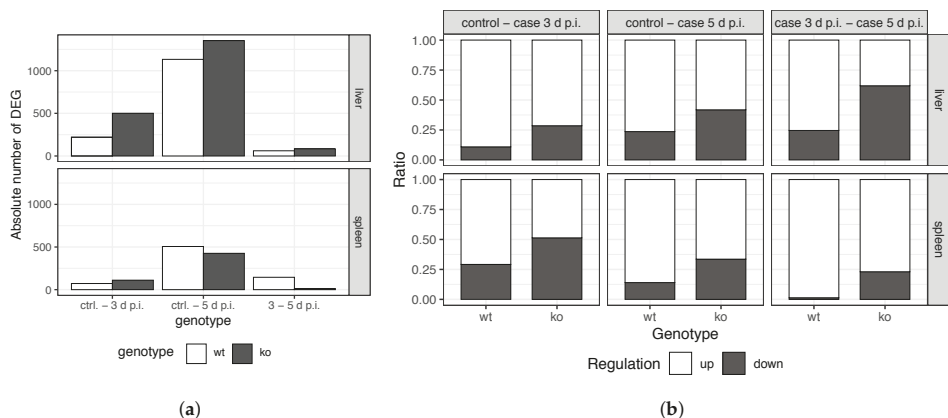 Absolute number of DEG
1000
500
0
liver
1000
500
0
spleen
ctrl. – 3 d p.i. ctrl. – 5 d p.i. 3 – 5 d p.i.
genotype
genotype wt ko
(a)
control – case 3 d p.i. control – case 5 d p.i. case 3 d p.i. – case 5 d p.i.
Ratio
1.00
0.75
0.50
0.25
0.00
liver
1.00
0.75
0.50
0.25
0.00
spleen
wt ko wt ko wt ko
Genotype
Regulation up down
(b)